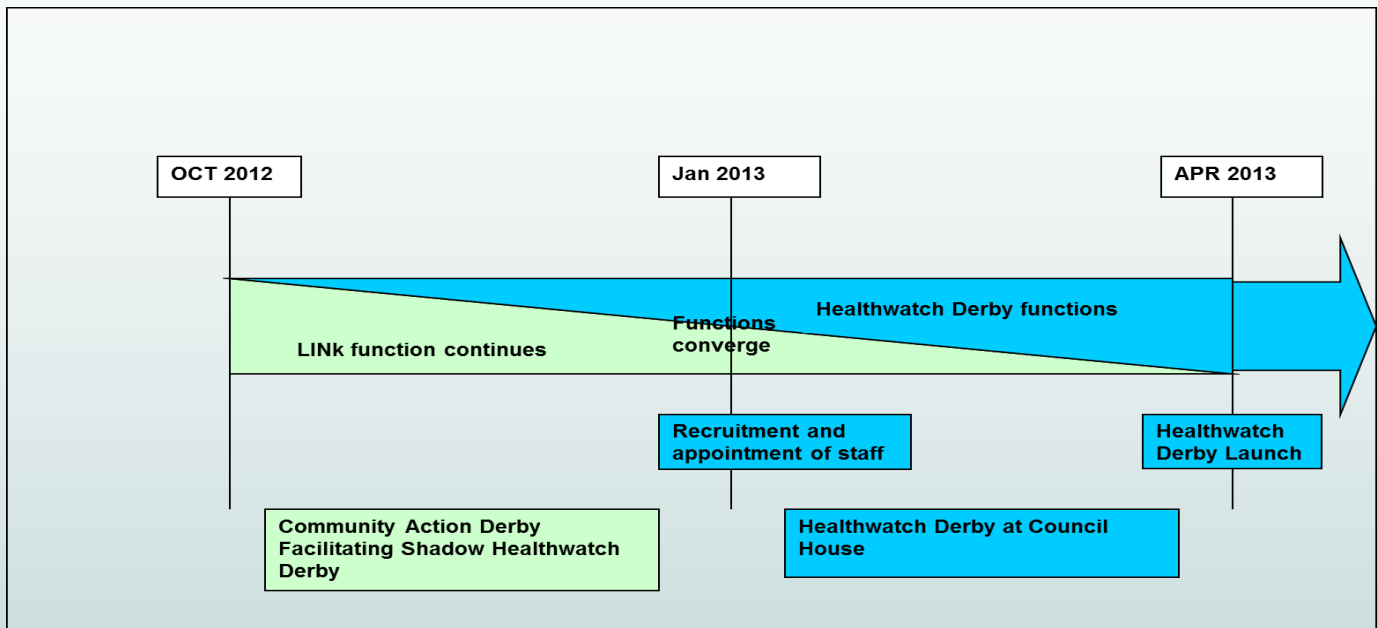 OCT 2012
Jan 2013
APR 2013
Healthwatch Derby functions
Functions
converge
LINk function continues
Recruitment and
appointment of staff
Healthwatch
Derby Launch
Community Action Derby
Facilitating Shadow Healthwatch
Derby
Healthwatch Derby at Council
House